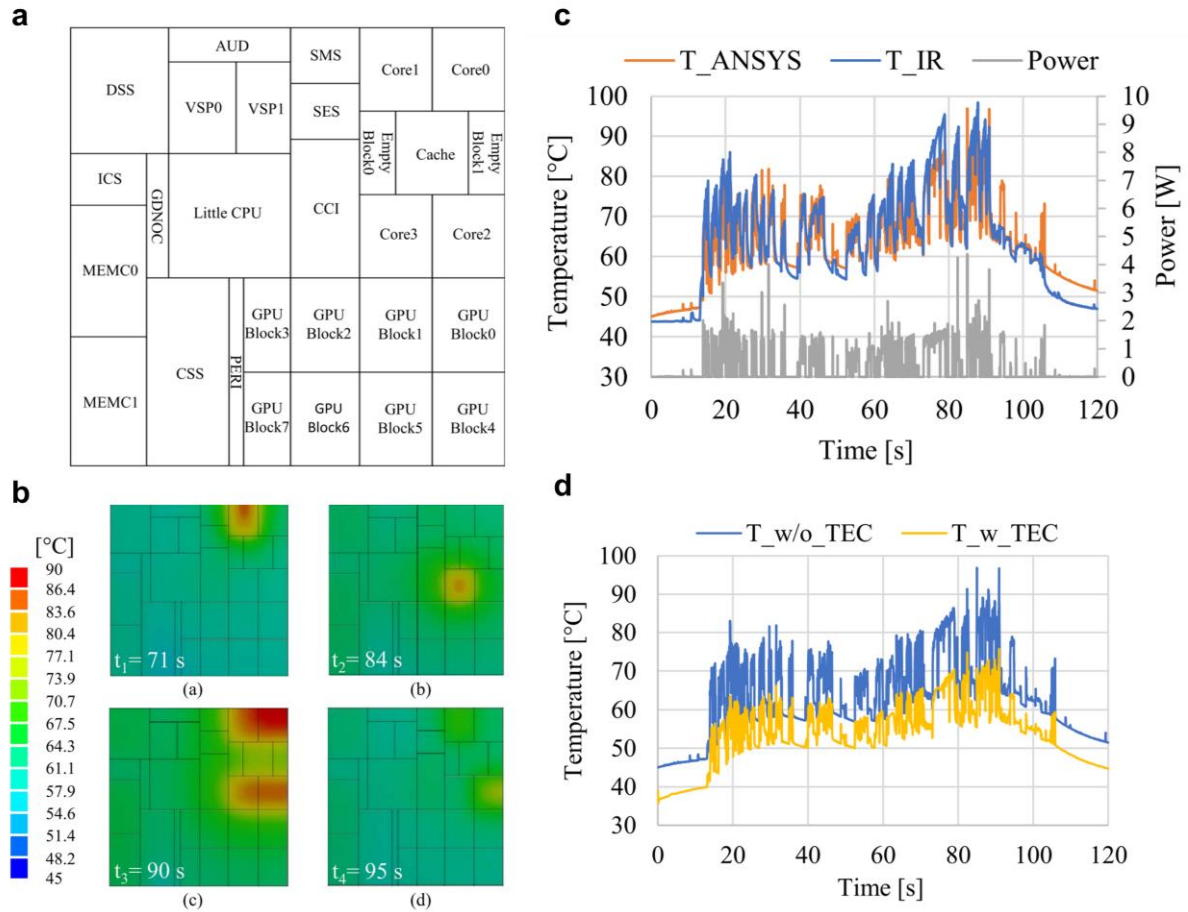 a
AUD
SMS
Core1
Core0
DSS
VSP0
VSP1
SES
Empty
Block0
Cache
Empty
Block1
ICS
GDNOC
Little CPU
CCI
MEMC0
Core3
Core2
CSS
PERI
GPU
Block3
GPU
Block2
GPU
Block1
GPU
Block0
MEMC1
GPU
Block7
GPU
Block6
GPU
Block5
GPU
Block4
b
[°C]
90
86.4
83.6
80.4
77.1
73.9
70.7
67.5
64.3
61.1
57.9
54.6
51.4
48.2
45
t1= 71 s
(a)
t2= 84 s
(b)
t3= 90 s
(c)
t4= 95 s
(d)
c
T_ANSYS T_IR Power
Temperature [°C]
100
90
80
70
60
50
40
30
10
9
8
7
6
5
4
3
2
1
0
Power [W]
0 20 40 60 80 100 120
Time [s]
d
T_w/o_TEC T_w_TEC
Temperature [°C]
100
90
80
70
60
50
40
30
0 20 40 60 80 100 120
Time [s]